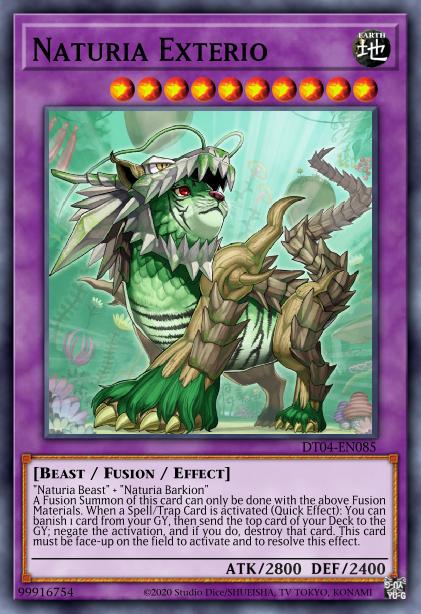 Naturia Exterio
EARTH
地
DT04-EN085
[Beast / Fusion / Effect]
"Naturia Beast" + "Naturia Barkion"
A Fusion Summon of this card can only be done with the above Fusion
Materials. When a Spell/Trap Card is activated (Quick Effect): You can
banish 1 card from your GY, then send the top card of your Deck to the
GY; negate the activation, and if you do, destroy that card. This card
must be face-up on the field to activate and to resolve this effect.
ATK/2800 DEF/2400
99916754
©2020 Studio Dice/SHUEISHA, TV TOKYO, KONAMI